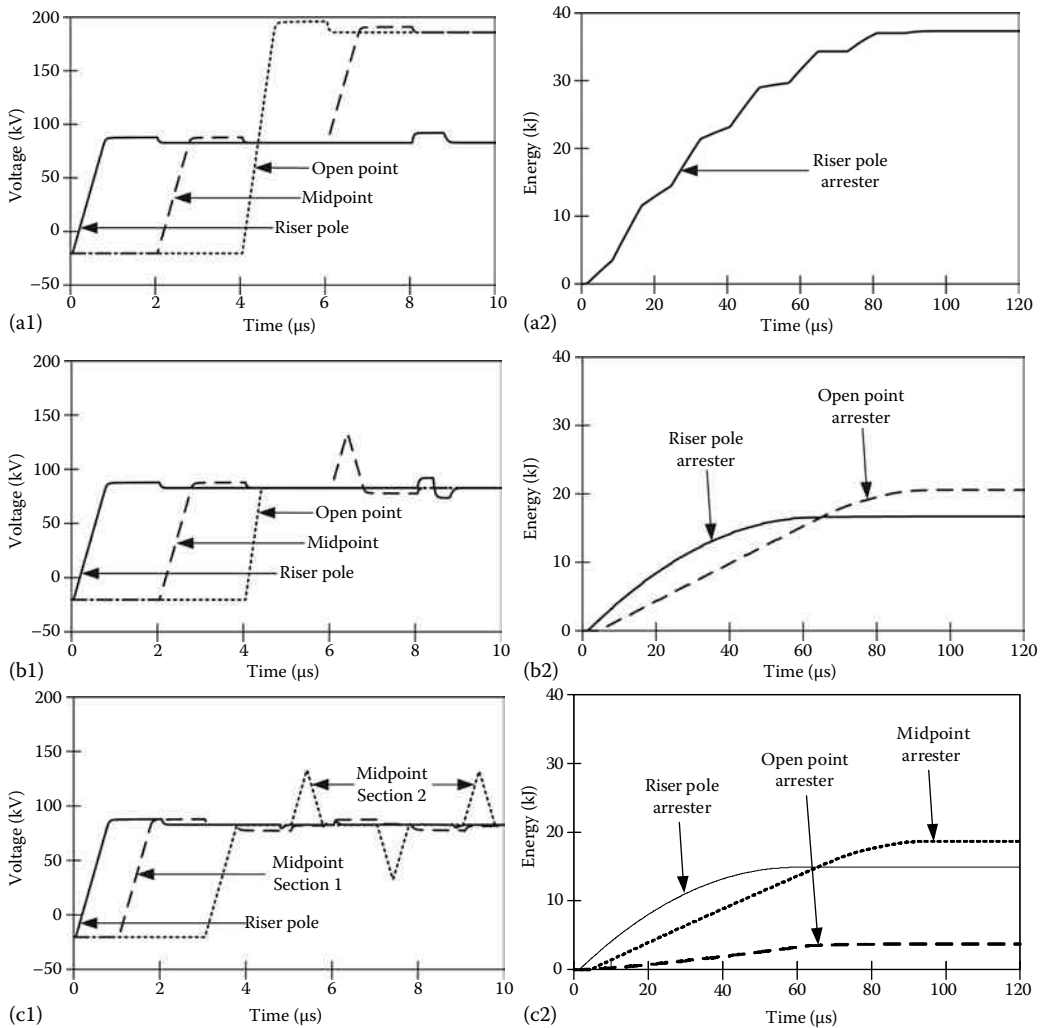 200
150
100
50
0
−50
Voltage (kV)
Open point
Midpoint
Riser pole
0 2 4 6 8 10
Time (μs)
(a1)
40
30
20
10
0
Energy (kJ)
Riser pole
arrester
0 20 40 60 80 100 120
Time (μs)
(a2)
200
150
100
50
0
−50
Voltage (kV)
Open point
Midpoint
Riser pole
0 2 4 6 8 10
Time (μs)
(b1)
40
30
20
10
0
Energy (kJ)
Open point
arrester
Riser pole
arrester
0 20 40 60 80 100 120
Time (μs)
(b2)
200
150
100
50
0
−50
Voltage (kV)
Midpoint
Section 2
Midpoint
Section 1
Riser pole
0 2 4 6 8 10
Time (μs)
(c1)
40
30
20
10
0
Energy (kJ)
Midpoint
arrester
Open point
arrester
Riser pole
arrester
0 20 40 60 80 100 120
Time (μs)
(c2)